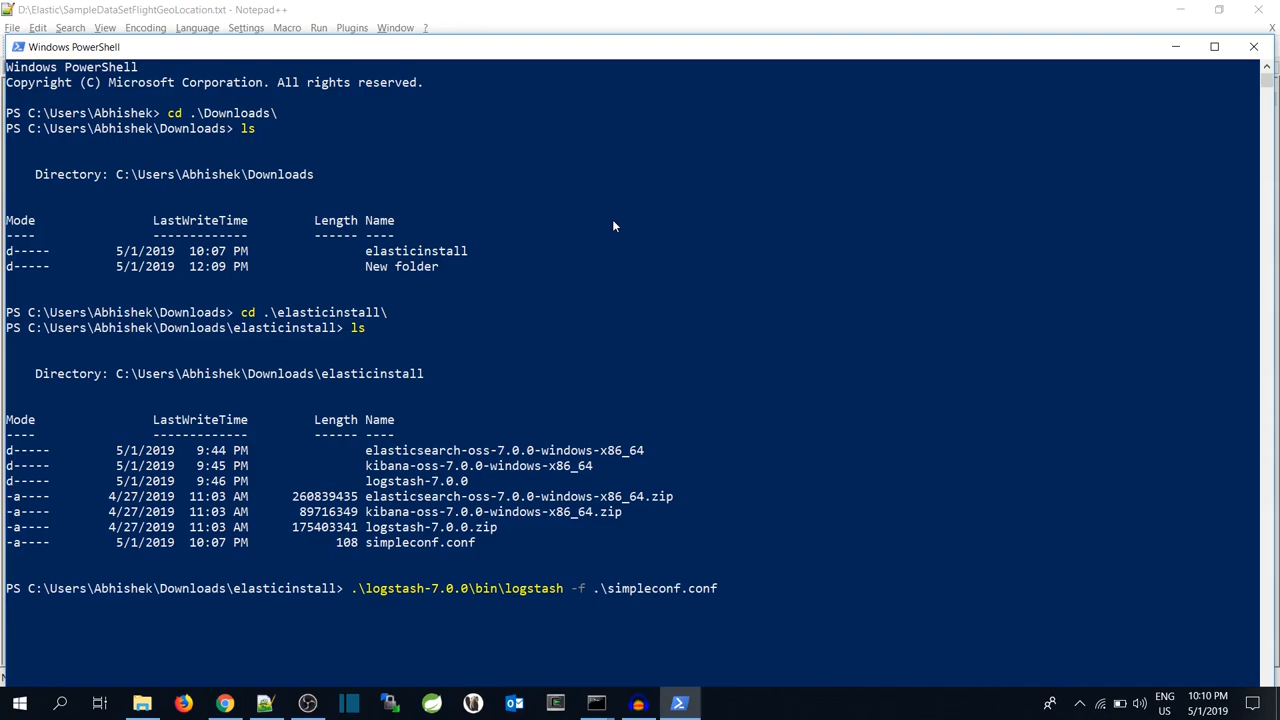 D:\Elastic\SampleDataSetFlightGeoLocation.txt - Notepad++
File Edit Search View Encoding Language Settings Macro Run Plugins Window ? X
Windows PowerShell
Windows PowerShell
Copyright (C) Microsoft Corporation. All rights reserved.
PS C:\Users\Abhishek> cd .\Downloads\
PS C:\Users\Abhishek\Downloads> ls
Directory: C:\Users\Abhishek\Downloads
Mode LastWriteTime Length Name
---- ------------- ------ ----
d----- 5/1/2019 10:07 PM elasticinstall
d----- 5/1/2019 12:09 PM New folder
PS C:\Users\Abhishek\Downloads> cd .\elasticinstall\
PS C:\Users\Abhishek\Downloads\elasticinstall> ls
Directory: C:\Users\Abhishek\Downloads\elasticinstall
Mode LastWriteTime Length Name
---- ------------- ------ ----
d----- 5/1/2019 9:44 PM elasticsearch-oss-7.0.0-windows-x86_64
d----- 5/1/2019 9:45 PM kibana-oss-7.0.0-windows-x86_64
d----- 5/1/2019 9:46 PM logstash-7.0.0
-a---- 4/27/2019 11:03 AM 260839435 elasticsearch-oss-7.0.0-windows-x86_64.zip
-a---- 4/27/2019 11:03 AM 89716349 kibana-oss-7.0.0-windows-x86_64.zip
-a---- 4/27/2019 11:03 AM 175403341 logstash-7.0.0.zip
-a---- 5/1/2019 10:07 PM 108 simpleconf.conf
PS C:\Users\Abhishek\Downloads\elasticinstall> .\logstash-7.0.0\bin\logstash -f .\simpleconf.conf
ENG 10:10 PM
US 5/1/2019